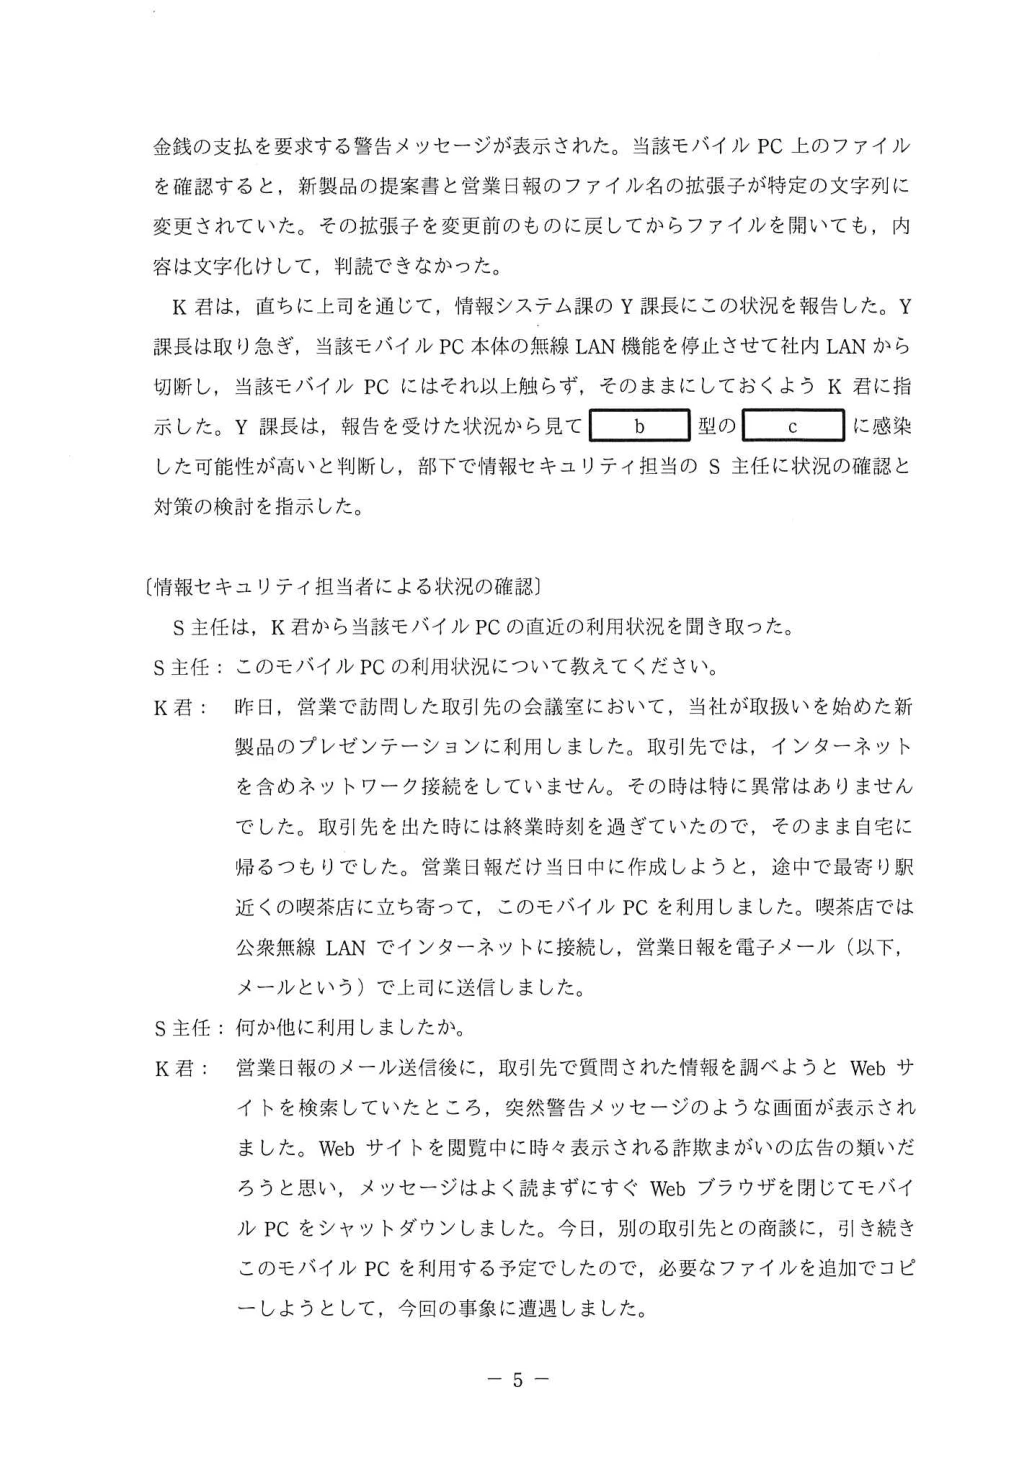 金銭の支払を要求する警告メッセージが表示された。当該モバイル PC 上のファイル
を確認すると，新製品の提案書と営業日報のファイル名の拡張子が特定の文字列に
変更されていた。その拡張子を変更前のものに戻してからファイルを開いても，内
容は文字化けして，判読できなかった。
K 君は，直ちに上司を通じて，情報システム課の Y 課長にこの状況を報告した。Y
課長は取り急ぎ，当該モバイル PC 本体の無線 LAN 機能を停止させて社内 LAN から
切断し，当該モバイル PC にはそれ以上触らず，そのままにしておくよう K 君に指
示した。Y 課長は，報告を受けた状況から見て b 型の c に感染
した可能性が高いと判断し，部下で情報セキュリティ担当の S 主任に状況の確認と
対策の検討を指示した。
〔情報セキュリティ担当者による状況の確認〕
S 主任は，K 君から当該モバイル PC の直近の利用状況を聞き取った。
S 主任：このモバイル PC の利用状況について教えてください。
K 君： 昨日，営業で訪問した取引先の会議室において，当社が取扱いを始めた新
製品のプレゼンテーションに利用しました。取引先では，インターネット
を含めネットワーク接続をしていません。その時は特に異常はありません
でした。取引先を出た時には終業時刻を過ぎていたので，そのまま自宅に
帰るつもりでした。営業日報だけ当日中に作成しようと，途中で最寄り駅
近くの喫茶店に立ち寄って，このモバイル PC を利用しました。喫茶店では
公衆無線 LAN でインターネットに接続し，営業日報を電子メール（以下，
メールという）で上司に送信しました。
S 主任：何か他に利用しましたか。
K 君： 営業日報のメール送信後に，取引先で質問された情報を調べようと Web サ
イトを検索していたところ，突然警告メッセージのような画面が表示され
ました。Web サイトを閲覧中に時々表示される詐欺まがいの広告の類いだ
ろうと思い，メッセージはよく読まずにすぐ Web ブラウザを閉じてモバイ
ル PC をシャットダウンしました。今日，別の取引先との商談に，引き続き
このモバイル PC を利用する予定でしたので，必要なファイルを追加でコピ
ーしようとして，今回の事象に遭遇しました。
－ 5 －